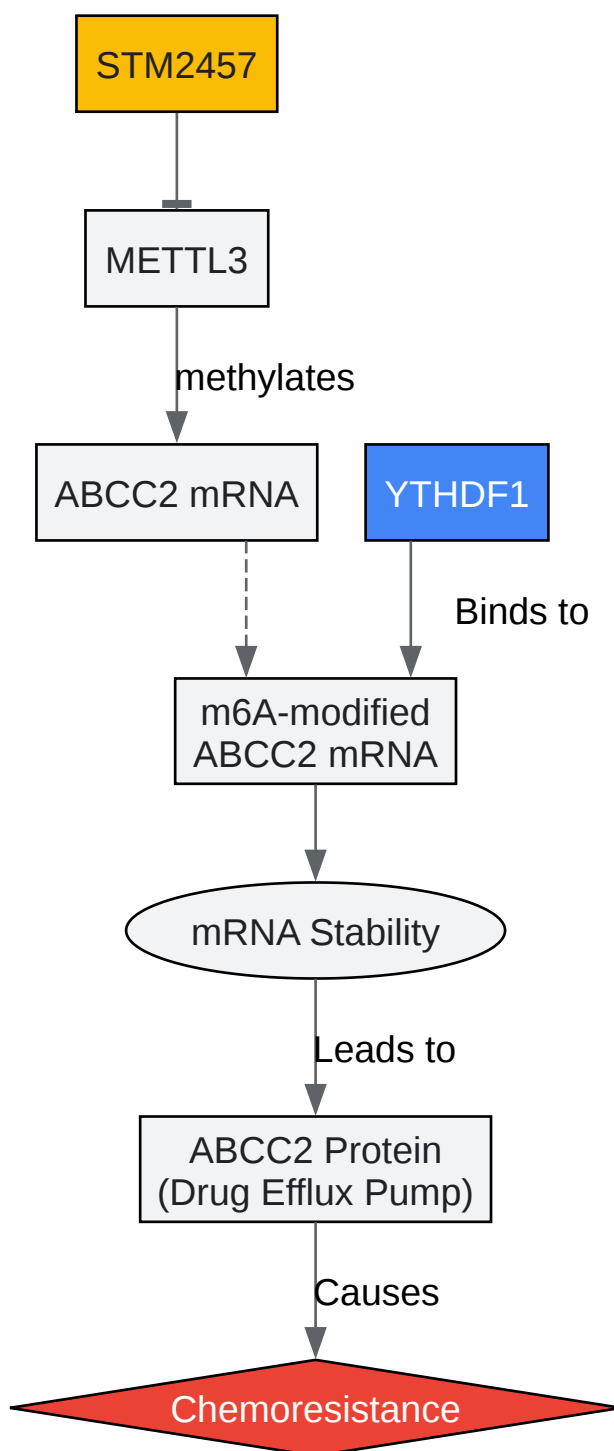 STM2457
METTL3
methylates
ABCC2 mRNA
YTHDF1
Binds to
m6A-modified
ABCC2 mRNA
mRNA Stability
Leads to
ABCC2 Protein
(Drug Efflux Pump)
Causes
Chemoresistance